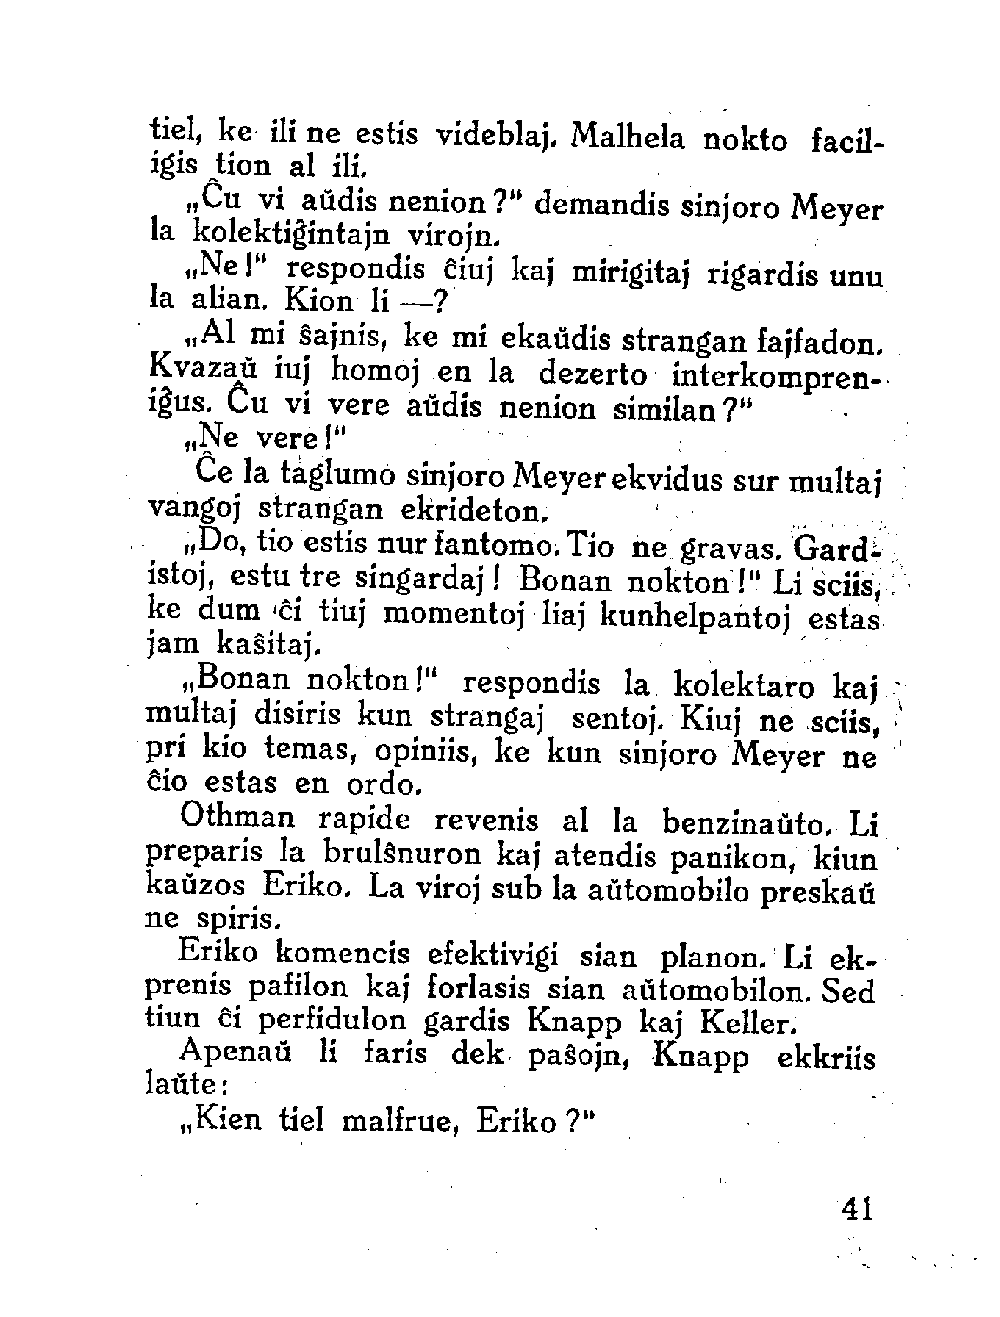 tiel, ke ili ne estis videblaj. Malhela nokto facil-
igis tion al ili.
„Ĉu vi aŭdis nenion?“ demandis sinjoro Meyer
la kolektiĝintajn virojn.
„Ne!“ respondis ĉiuj kaj mirigitaj rigardis unu
la alian. Kion li —?
„Al mi ŝajnis, ke mi ekaŭdis strangan fajfadon.
Kvazaŭ iuj homoj en la dezerto interkompren-
iĝus. Ĉu vi vere aŭdis nenion similan?“
„Ne vere!“
Ĉe la taglumo sinjoro Meyer ekvidus sur multaj
vangoj strangan ekrideton.
„Do, tio estis nur fantomo. Tio ne gravas. Gard-
istoj, estu tre singardaj! Bonan nokton!“ Li sciis,
ke dum ĉi tiuj momentoj liaj kunhelpantoj estas
jam kaŝitaj.
„Bonan nokton!“ respondis la kolektaro kaj
multaj disiris kun strangaj sentoj. Kiuj ne sciis,
pri kio temas, opiniis, ke kun sinjoro Meyer ne
ĉio estas en ordo.
Othman rapide revenis al la benzinaŭto. Li
preparis la brulŝnuron kaj atendis panikon, kiun
kaŭzos Eriko. La viroj sub la aŭtomobilo preskaŭ
ne spiris.
Eriko komencis efektivigi sian planon. Li ek-
prenis pafilon kaj forlasis sian aŭtomobilon. Sed
tiun ĉi perfidulon gardis Knapp kaj Keller.
Apenaŭ li faris dek paŝojn, Knapp ekkriis
laŭte:
„Kien tiel malfrue, Eriko?“
41